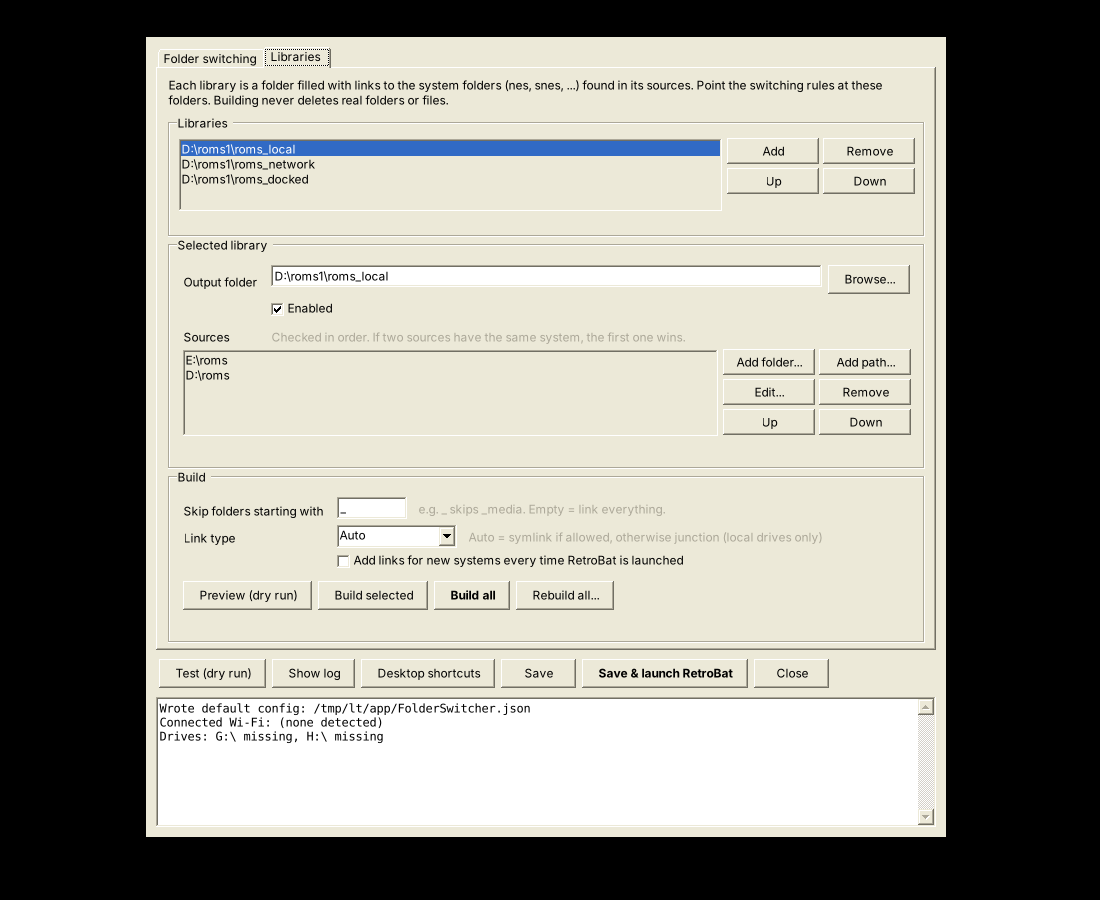 Folder switching
Libraries
Each library is a folder filled with links to the system folders (nes, snes, ...) found in its sources. Point the switching rules at these
folders. Building never deletes real folders or files.
Libraries
D:\roms1\roms_local
D:\roms1\roms_network
D:\roms1\roms_docked
Add
Remove
Up
Down
Selected library
Output folder
D:\roms1\roms_local
Browse...
Enabled
Sources
Checked in order. If two sources have the same system, the first one wins.
E:\roms
D:\roms
Add folder...
Add path...
Edit...
Remove
Up
Down
Build
Skip folders starting with
_
e.g. _ skips _media. Empty = link everything.
Link type
Auto
Auto = symlink if allowed, otherwise junction (local drives only)
Add links for new systems every time RetroBat is launched
Preview (dry run)
Build selected
Build all
Rebuild all...
Test (dry run)
Show log
Desktop shortcuts
Save
Save & launch RetroBat
Close
Wrote default config: /tmp/lt/app/FolderSwitcher.json
Connected Wi-Fi: (none detected)
Drives: G:\ missing, H:\ missing